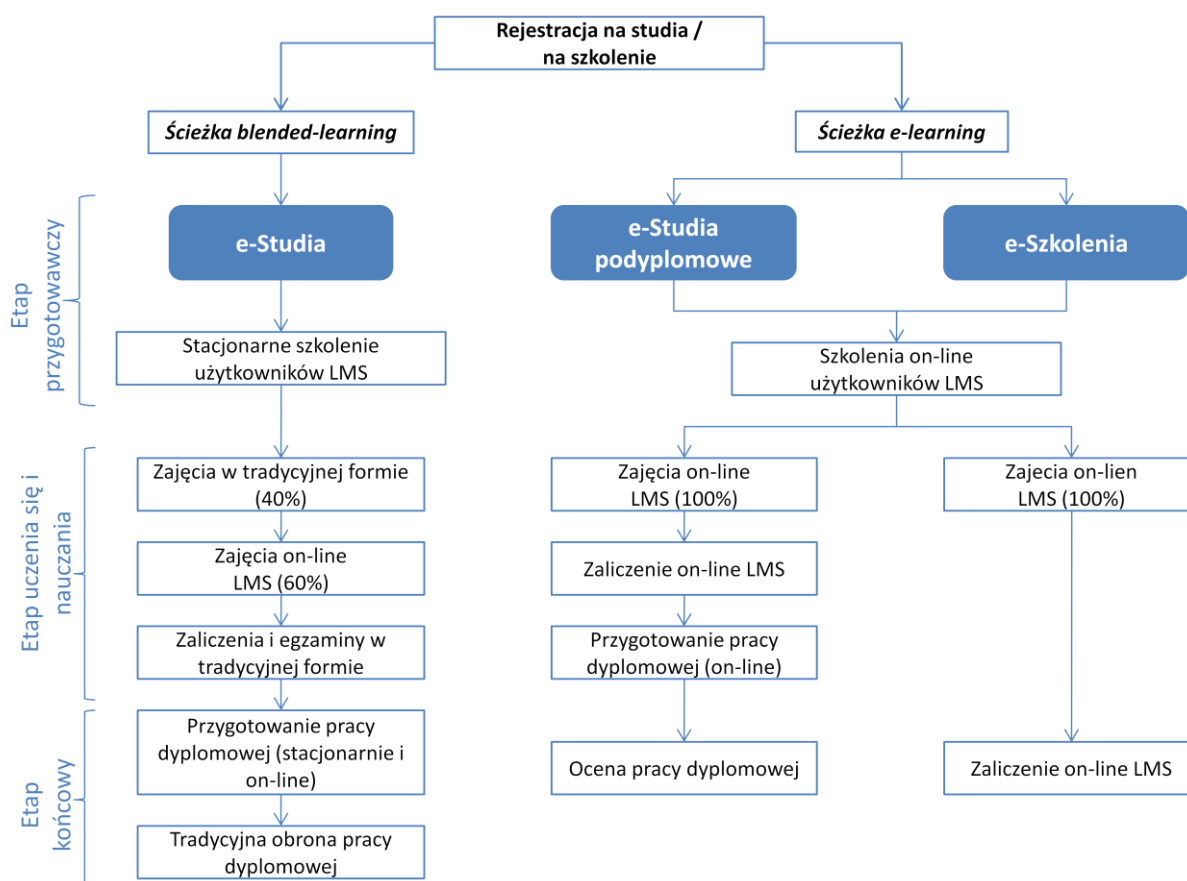 Rejestracja na studia /
na szkolenie
Ścieżka blended-learning
Ścieżka e-learning
Etap
przygotowawczy
e-Studia
e-Studia
podyplomowe
e-Szkolenia
Stacjonarne szkolenie
użytkowników LMS
Szkolenia on-line
użytkowników LMS
Etap uczenia się i
nauczania
Zajęcia w tradycyjnej formie
(40%)
Zajęcia on-line
LMS (100%)
Zajecia on-lien
LMS (100%)
Zajęcia on-line
LMS (60%)
Zaliczenie on-line LMS
Zaliczenia i egzaminy w
tradycyjnej formie
Przygotowanie pracy
dyplomowej (on-line)
Etap
końcowy
Przygotowanie pracy
dyplomowej (stacjonarnie i
on-line)
Ocena pracy dyplomowej
Zaliczenie on-line LMS
Tradycyjna obrona pracy
dyplomowej